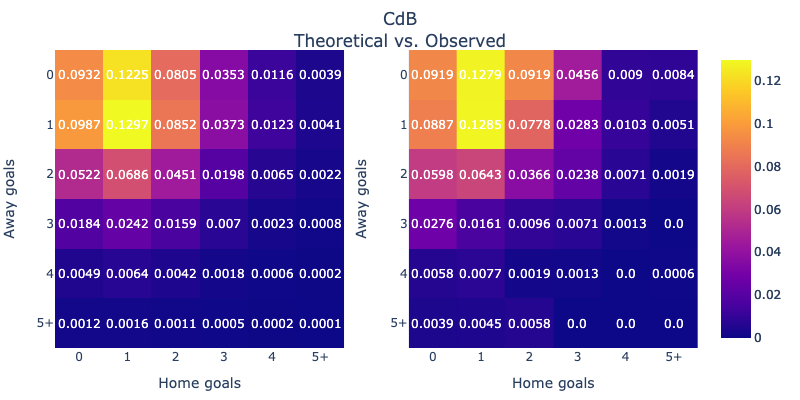 CdB
Theoretical vs. Observed
0 0.0932 0.1225 0.0805 0.0353 0.0116 0.0039
1 0.0987 0.1297 0.0852 0.0373 0.0123 0.0041
2 0.0522 0.0686 0.0451 0.0198 0.0065 0.0022
3 0.0184 0.0242 0.0159 0.007 0.0023 0.0008
4 0.0049 0.0064 0.0042 0.0018 0.0006 0.0002
5+ 0.0012 0.0016 0.0011 0.0005 0.0002 0.0001
0 1 2 3 4 5+
Home goals
Away goals
0 0.0919 0.1279 0.0919 0.0456 0.009 0.0084
1 0.0887 0.1285 0.0778 0.0283 0.0103 0.0051
2 0.0598 0.0643 0.0366 0.0238 0.0071 0.0019
3 0.0276 0.0161 0.0096 0.0071 0.0013 0.0
4 0.0058 0.0077 0.0019 0.0013 0.0 0.0006
5+ 0.0039 0.0045 0.0058 0.0 0.0 0.0
0 1 2 3 4 5+
Home goals
Away goals
0.12
0.1
0.08
0.06
0.04
0.02
0